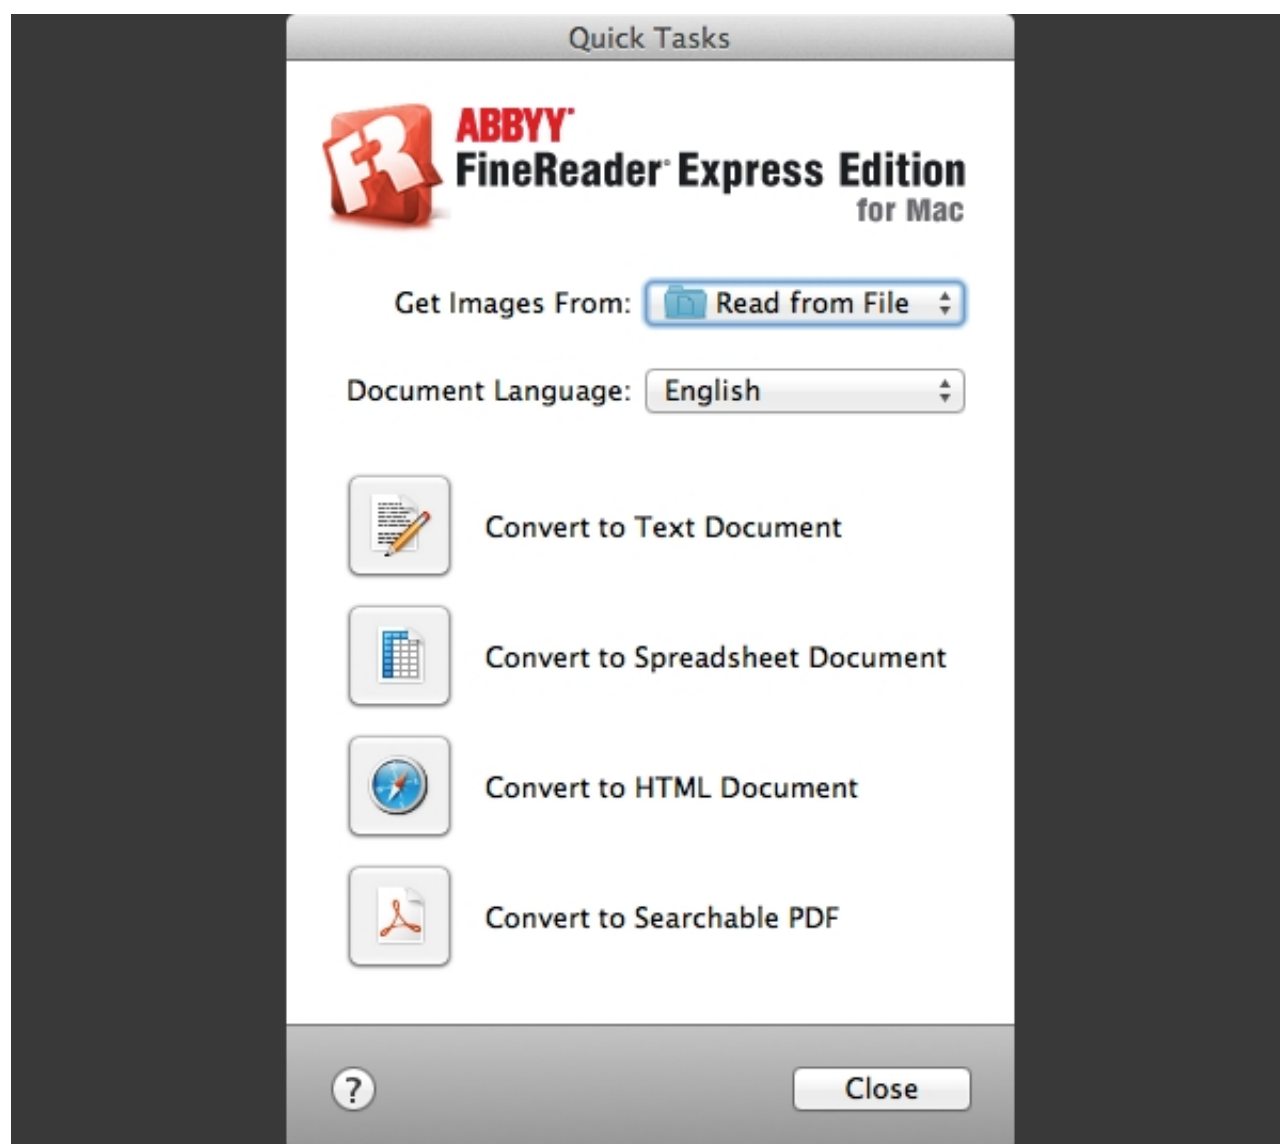 Quick Tasks
ABBYY®
FineReader® Express Edition
for Mac
Get Images From: Read from File
Document Language: English
Convert to Text Document
Convert to Spreadsheet Document
Convert to HTML Document
Convert to Searchable PDF
? Close